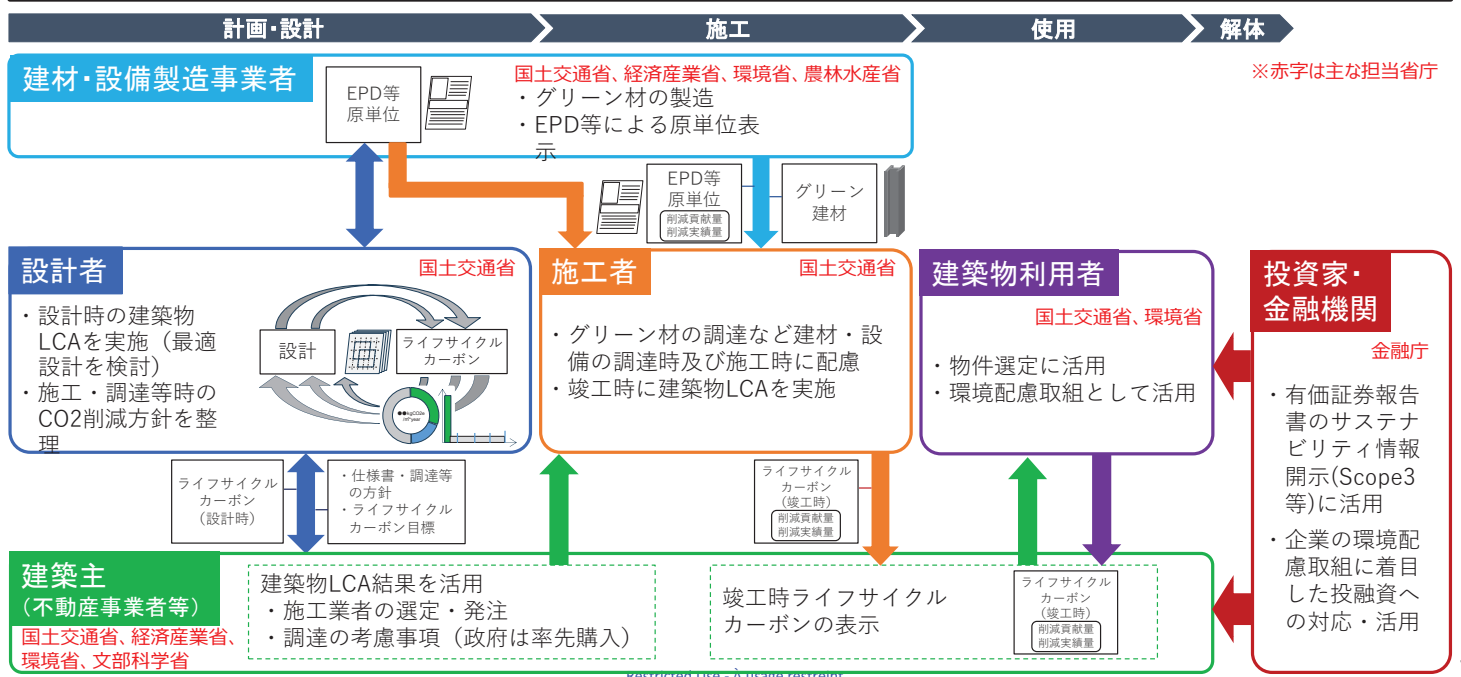 計画・設計
施工
使用
解体
建材・設備製造事業者
EPD等
原単位
国土交通省、経済産業省、環境省、農林水産省
・グリーン材の製造
・EPD等による原単位表
示
※赤字は主な担当省庁
EPD等
原単位
削減貢献量
削減実績量
グリーン
建材
設計者
国土交通省
・設計時の建築物
LCAを実施（最適
設計を検討）
・施工・調達等時の
CO2削減方針を整
理
設計
ライフサイクル
カーボン
●●kgCO2e
m²・year
施工者
国土交通省
・グリーン材の調達など建材・設
備の調達時及び施工時に配慮
・竣工時に建築物LCAを実施
建築物利用者
国土交通省、環境省
・物件選定に活用
・環境配慮取組として活用
投資家・
金融機関
金融庁
・有価証券報告
書のサステナ
ビリティ情報
開示(Scope3
等)に活用
・企業の環境配
慮取組に着目
した投融資へ
の対応・活用
ライフサイクル
カーボン
(設計時)
・仕様書・調達等
の方針
・ライフサイクル
カーボン目標
ライフサイクル
カーボン
(竣工時)
削減貢献量
削減実績量
建築主
(不動産事業者等)
国土交通省、経済産業省、
環境省、文部科学省
建築物LCA結果を活用
・施工業者の選定・発注
・調達の考慮事項（政府は率先購入）
竣工時ライフサイクル
カーボンの表示
ライフサイクル
カーボン
(竣工時)
削減貢献量
削減実績量